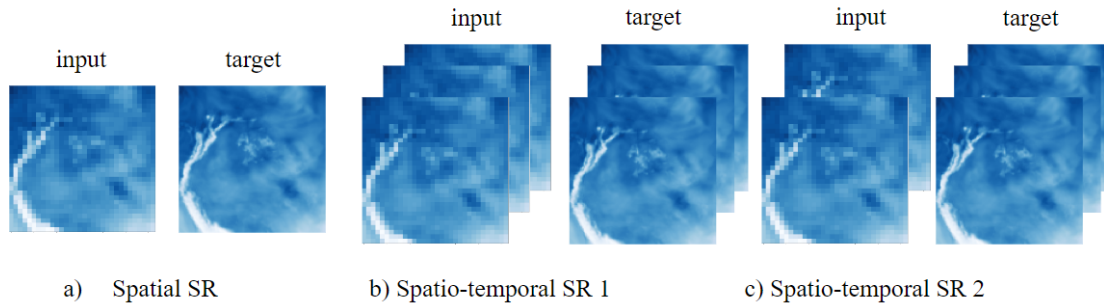 input target input target
input target
a) Spatial SR b) Spatio-temporal SR 1 c) Spatio-temporal SR 2